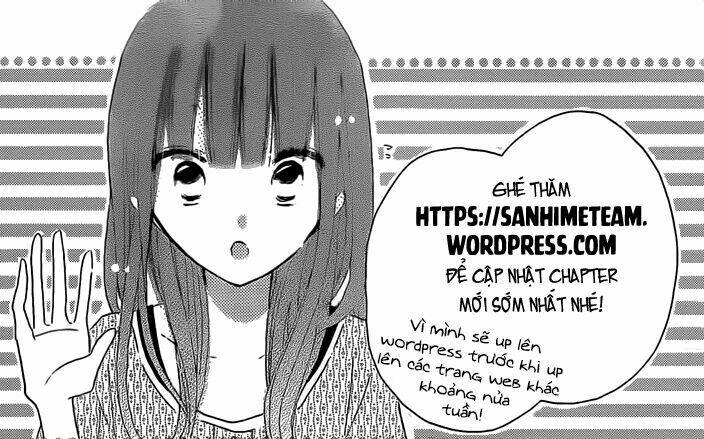 GHÉ THĂM
HTTPS://SANHIMETEAM.
WORDPRESS.COM
ĐỂ CẬP NHẬT CHAPTER
MỚI SỚM NHẤT NHÉ!
Vì mình sẽ up lên
wordpress trước khi up
lên các trang web khác
khoảng nửa
tuần!